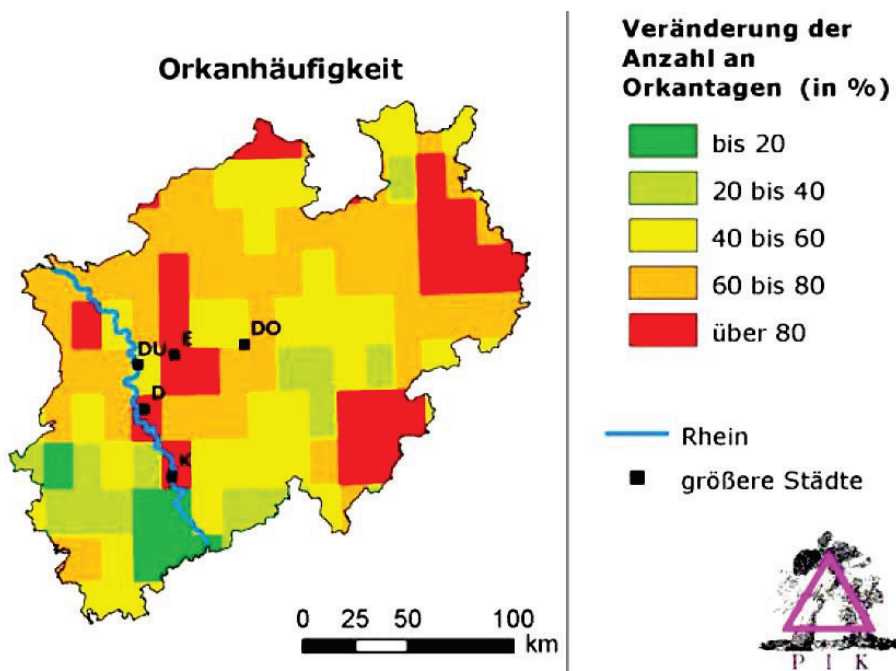 Orkanhäufigkeit
E
DO
DU
D
K
0 25 50 100
km
Veränderung der
Anzahl an
Orkantagen (in %)
bis 20
20 bis 40
40 bis 60
60 bis 80
über 80
Rhein
größere Städte
P I K